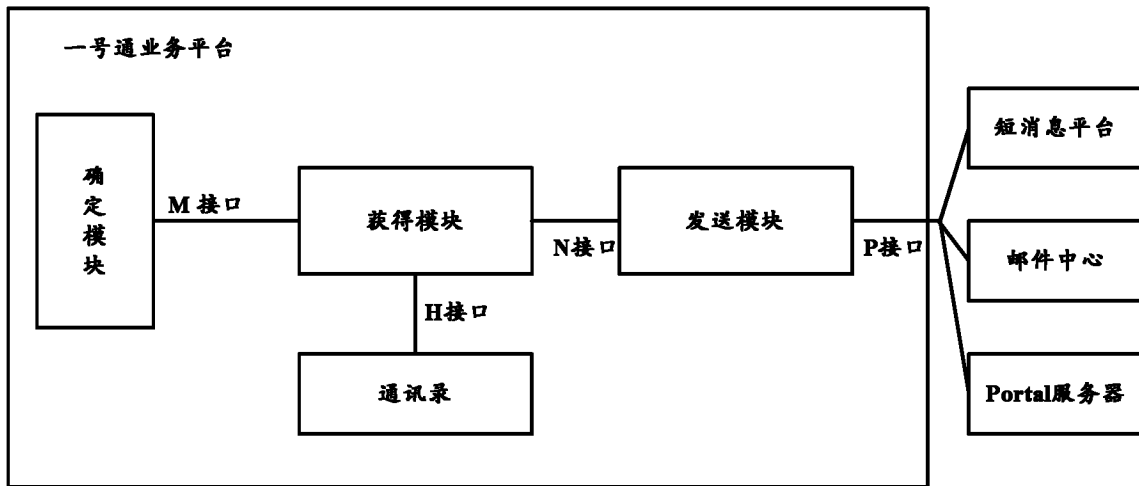 一号通业务平台
确定模块
M 接口
获得模块
N接口
发送模块
P接口
H接口
通讯录
短消息平台
邮件中心
Portal服务器